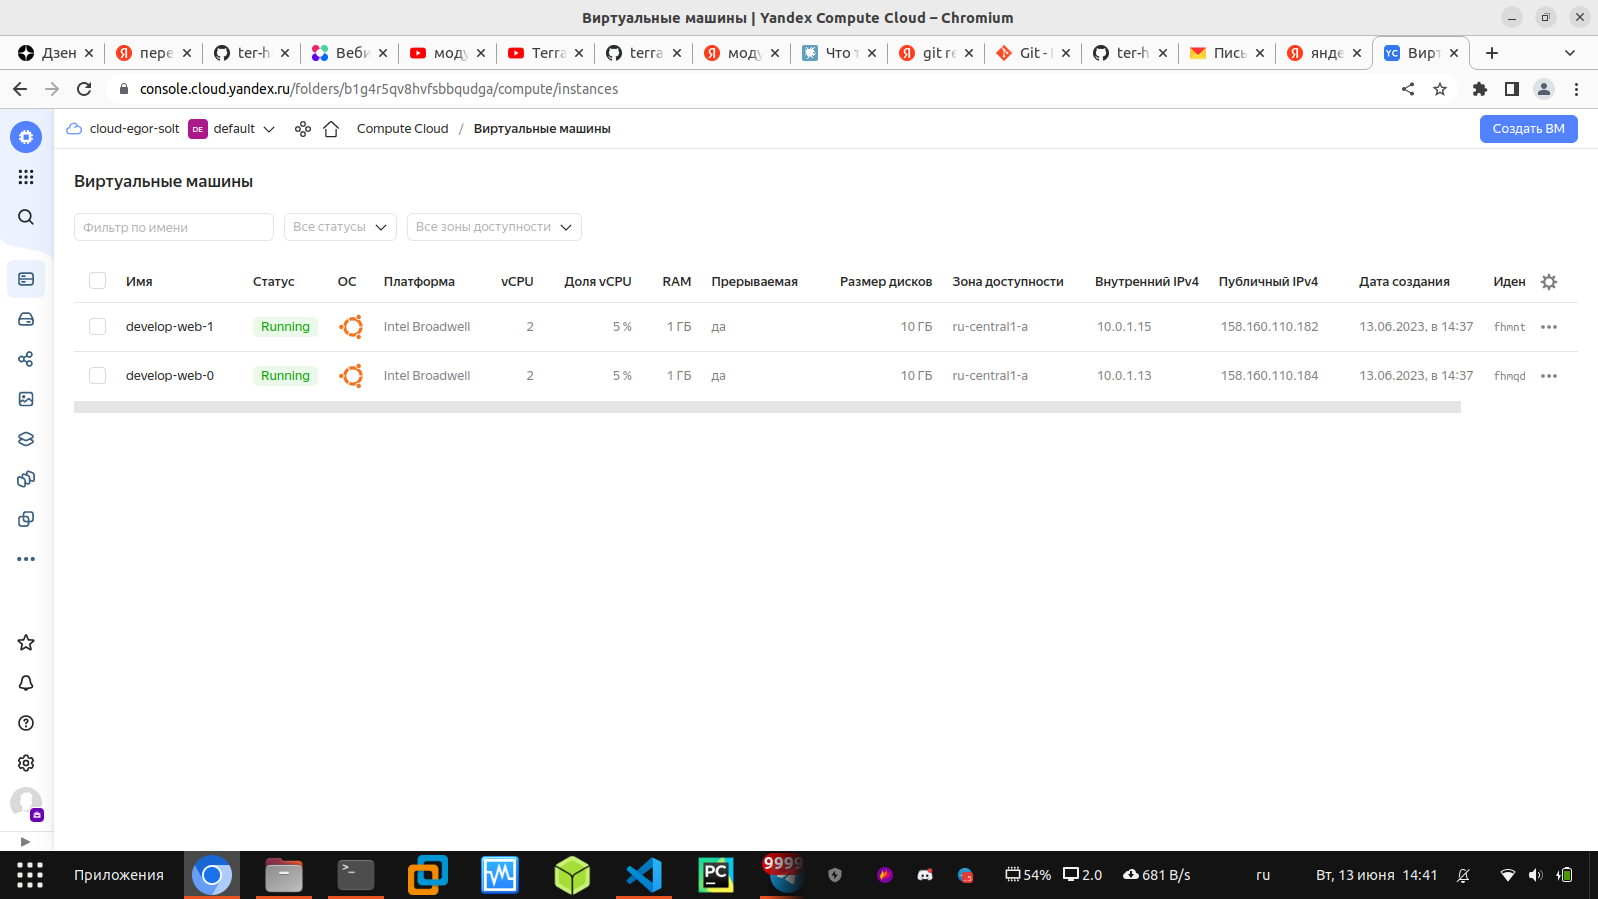 Виртуальные машины | Yandex Compute Cloud – Chromium
Дзен
пере
ter-h
Веби
моду
Terra
terra
моду
Что т
git re
Git - 
ter-h
Пись
янде
YC Вирт
console.cloud.yandex.ru/folders/b1g4r5qv8hvfsbbqudga/compute/instances
cloud-egor-solt DE default Compute Cloud / Виртуальные машины Создать ВМ
Виртуальные машины
Фильтр по имени Все статусы Все зоны доступности
Имя Статус ОС Платформа vCPU Доля vCPU RAM Прерываемая Размер дисков Зона доступности Внутренний IPv4 Публичный IPv4 Дата создания Иден
develop-web-1 Running Intel Broadwell 2 5 % 1 ГБ да 10 ГБ ru-central1-a 10.0.1.15 158.160.110.182 13.06.2023, в 14:37 fhmnt
develop-web-0 Running Intel Broadwell 2 5 % 1 ГБ да 10 ГБ ru-central1-a 10.0.1.13 158.160.110.184 13.06.2023, в 14:37 fhmqd
Приложения PC 9999 54% 2.0 681 B/s ru Вт, 13 июня 14:41